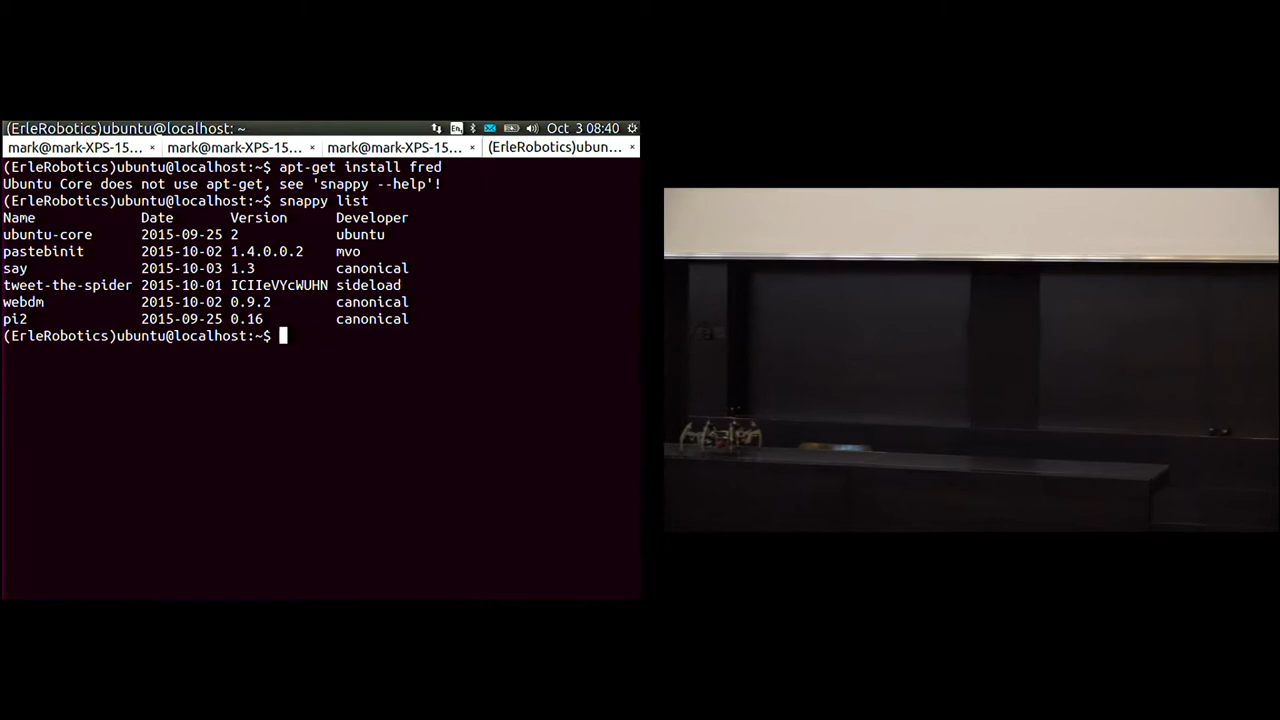 (ErleRobotics)ubuntu@localhost: ~ En Oct 3 08:40
mark@mark-XPS-15... × mark@mark-XPS-15... × mark@mark-XPS-15... × (ErleRobotics)ubun... ×
(ErleRobotics)ubuntu@localhost:~$ apt-get install fred
Ubuntu Core does not use apt-get, see 'snappy --help'!
(ErleRobotics)ubuntu@localhost:~$ snappy list
Name Date Version Developer
ubuntu-core 2015-09-25 2 ubuntu
pastebinit 2015-10-02 1.4.0.0.2 mvo
say 2015-10-03 1.3 canonical
tweet-the-spider 2015-10-01 ICIIeVYcWUHN sideload
webdm 2015-10-02 0.9.2 canonical
pi2 2015-09-25 0.16 canonical
(ErleRobotics)ubuntu@localhost:~$